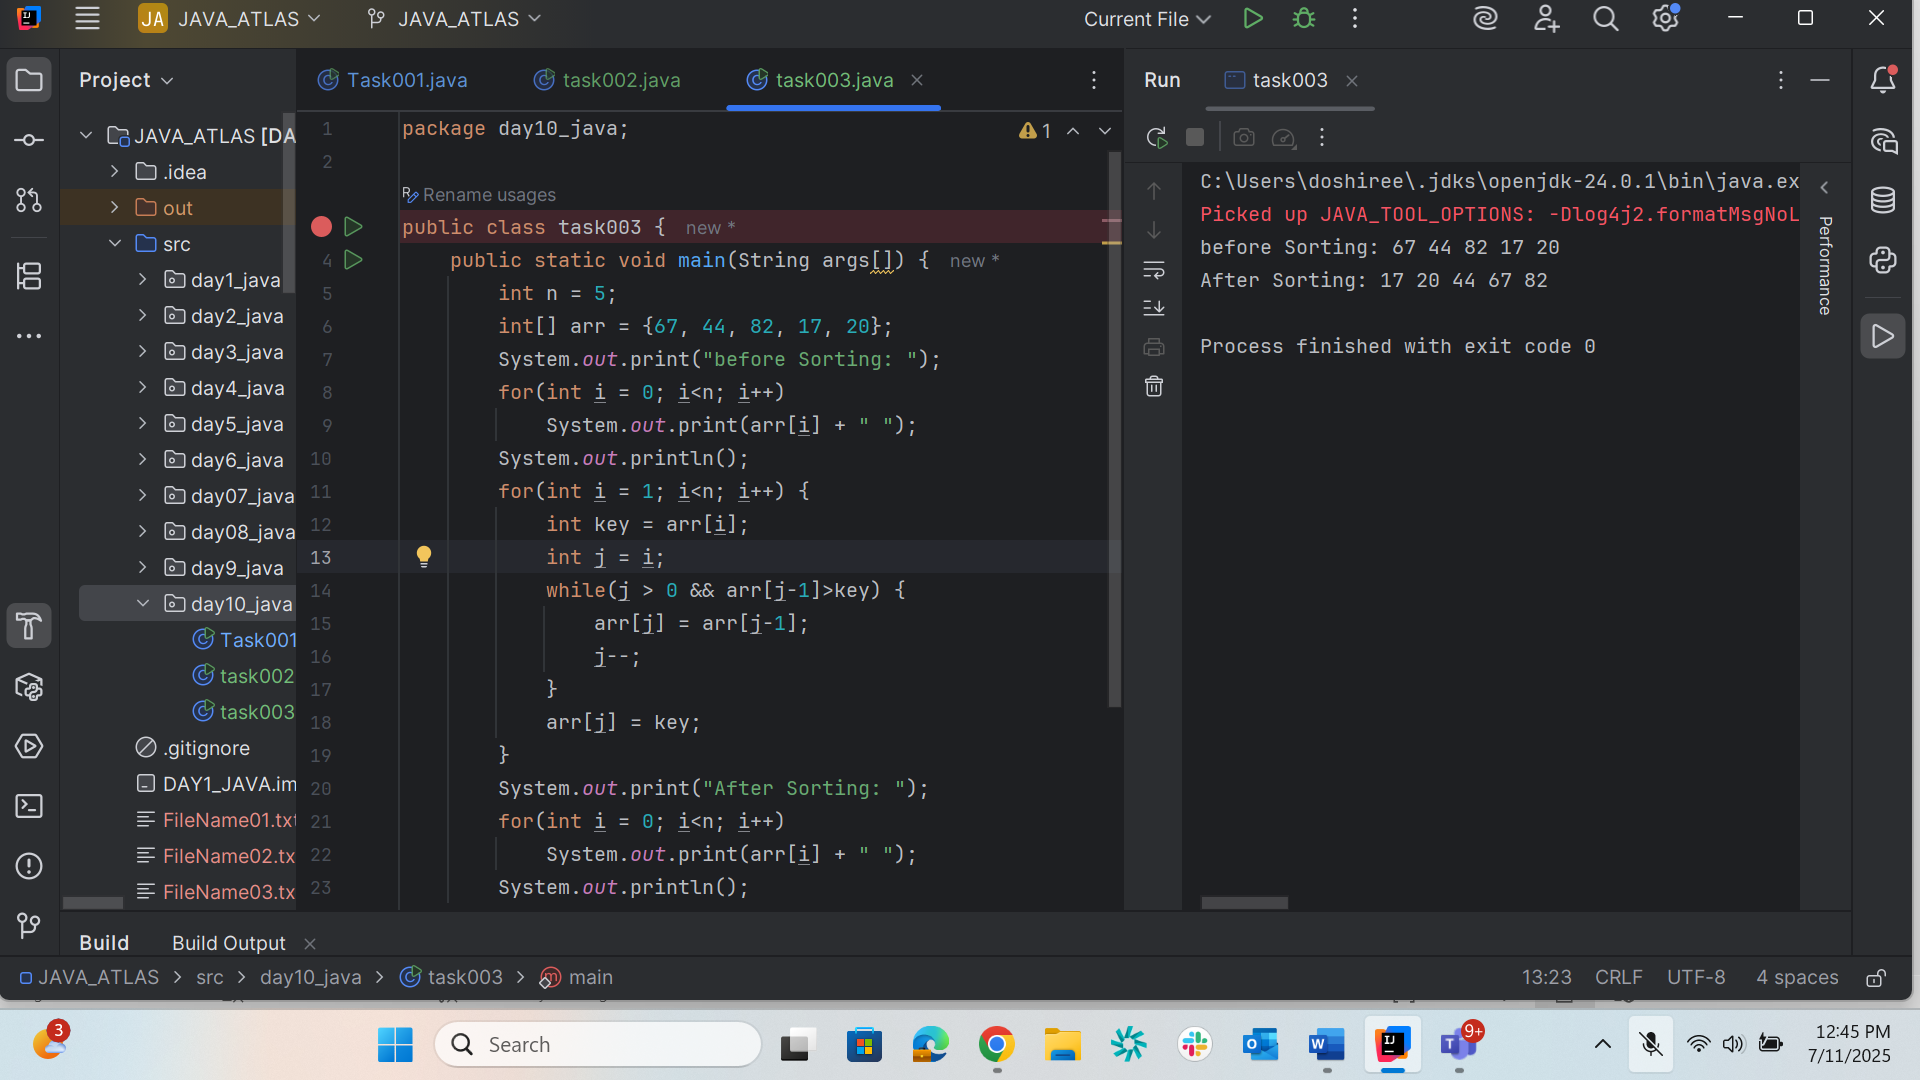 JA JAVA_ATLAS JAVA_ATLAS Current File
Project
Task001.java task002.java task003.java
Run task003
JAVA_ATLAS [DA
.idea
out
src
day1_java
day2_java
day3_java
day4_java
day5_java
day6_java
day07_java
day08_java
day9_java
day10_java
Task001
task002
task003
.gitignore
DAY1_JAVA.im
FileName01.txt
FileName02.tx
FileName03.tx
1 package day10_java;
2
Rename usages
public class task003 { new *
4 public static void main(String args[]) { new *
5 int n = 5;
6 int[] arr = {67, 44, 82, 17, 20};
7 System.out.print("before Sorting: ");
8 for(int i = 0; i<n; i++)
9 System.out.print(arr[i] + " ");
10 System.out.println();
11 for(int i = 1; i<n; i++) {
12 int key = arr[i];
13 int j = i;
14 while(j > 0 && arr[j-1]>key) {
15 arr[j] = arr[j-1];
16 j--;
17 }
18 arr[j] = key;
19 }
20 System.out.print("After Sorting: ");
21 for(int i = 0; i<n; i++)
22 System.out.print(arr[i] + " ");
23 System.out.println();
1
C:\Users\doshiree\.jdks\openjdk-24.0.1\bin\java.ex
Picked up JAVA_TOOL_OPTIONS: -Dlog4j2.formatMsgNoL
before Sorting: 67 44 82 17 20
After Sorting: 17 20 44 67 82
Process finished with exit code 0
Performance
Build Build Output
JAVA_ATLAS > src > day10_java > task003 > main
13:23 CRLF UTF-8 4 spaces
3
Search
9+
12:45 PM
7/11/2025